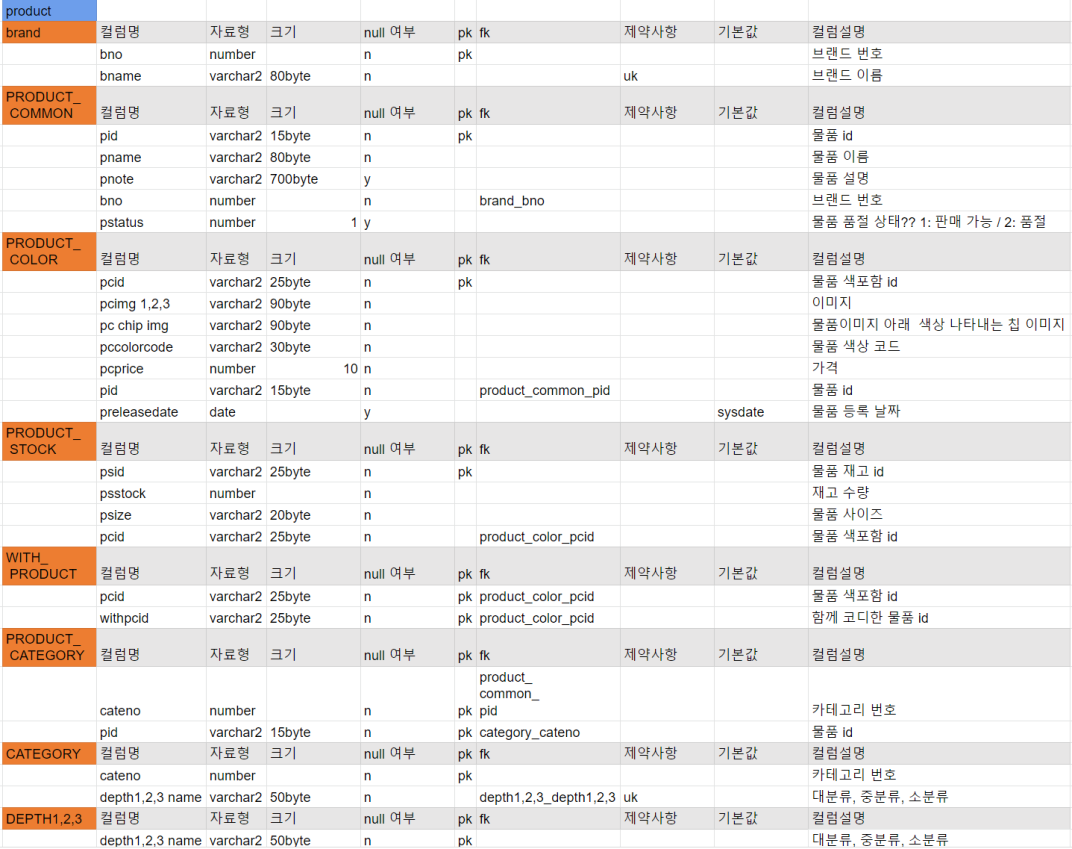 product
brand 컬럼명 자료형 크기 null 여부 pk fk 제약사항 기본값 컬럼설명
bno number n pk 브랜드 번호
bname varchar2 80byte n uk 브랜드 이름
PRODUCT_
COMMON 컬럼명 자료형 크기 null 여부 pk fk 제약사항 기본값 컬럼설명
pid varchar2 15byte n pk 물품 id
pname varchar2 80byte n 물품 이름
pnote varchar2 700byte y 물품 설명
bno number n brand_bno 브랜드 번호
pstatus number 1 y 물품 품절 상태?? 1: 판매 가능 / 2: 품절
PRODUCT_
COLOR 컬럼명 자료형 크기 null 여부 pk fk 제약사항 기본값 컬럼설명
pcid varchar2 25byte n pk 물품 색포함 id
pcimg 1,2,3 varchar2 90byte n 이미지
pc chip img varchar2 90byte n 물품이미지 아래 색상 나타내는 칩 이미지
pccolorcode varchar2 30byte n 물품 색상 코드
pcprice number 10 n 가격
pid varchar2 15byte n product_common_pid 물품 id
preleasedate date y sysdate 물품 등록 날짜
PRODUCT_
STOCK 컬럼명 자료형 크기 null 여부 pk fk 제약사항 기본값 컬럼설명
psid varchar2 25byte n pk 물품 재고 id
psstock number n 재고 수량
psize varchar2 20byte n 물품 사이즈
pcid varchar2 25byte n product_color_pcid 물품 색포함 id
WITH_
PRODUCT 컬럼명 자료형 크기 null 여부 pk fk 제약사항 기본값 컬럼설명
pcid varchar2 25byte n pk product_color_pcid 물품 색포함 id
withpcid varchar2 25byte n pk product_color_pcid 함께 코디한 물품 id
PRODUCT_
CATEGORY 컬럼명 자료형 크기 null 여부 pk fk 제약사항 기본값 컬럼설명
product_
common_
cateno number n pk pid 카테고리 번호
pid varchar2 15byte n pk category_cateno 물품 id
CATEGORY 컬럼명 자료형 크기 null 여부 pk fk 제약사항 기본값 컬럼설명
cateno number n pk 카테고리 번호
depth1,2,3 name varchar2 50byte n depth1,2,3_depth1,2,3 uk 대분류, 중분류, 소분류
DEPTH1,2,3 컬럼명 자료형 크기 null 여부 pk fk 제약사항 기본값 컬럼설명
depth1,2,3 name varchar2 50byte n pk 대분류, 중분류, 소분류